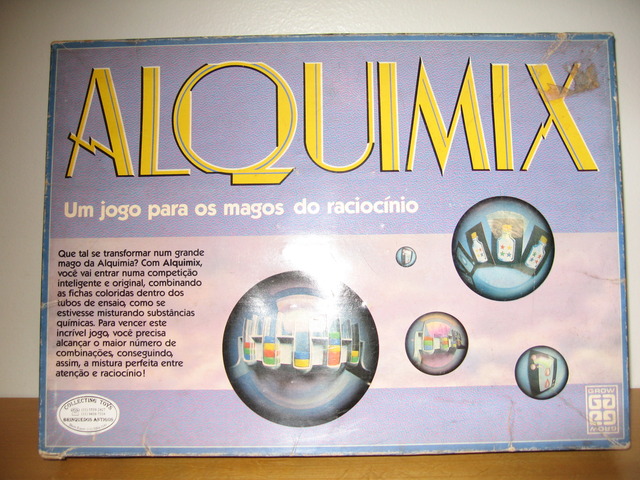 ALQUIMIX
Um jogo para os magos do raciocínio
Que tal se transformar num grande
mago da Alquimia? Com Alquimix,
você vai entrar numa competição
inteligente e original, combinando
as fichas coloridas dentro dos
tubos de ensaio, como se
estivesse misturando substâncias
químicas. Para vencer este
incrível jogo, você precisa
alcançar o maior número de
combinações, conseguindo,
assim, a mistura perfeita entre
atenção e raciocínio!
COLLECTING TOYS
BRINQUEDOS ANTIGOS
GROW